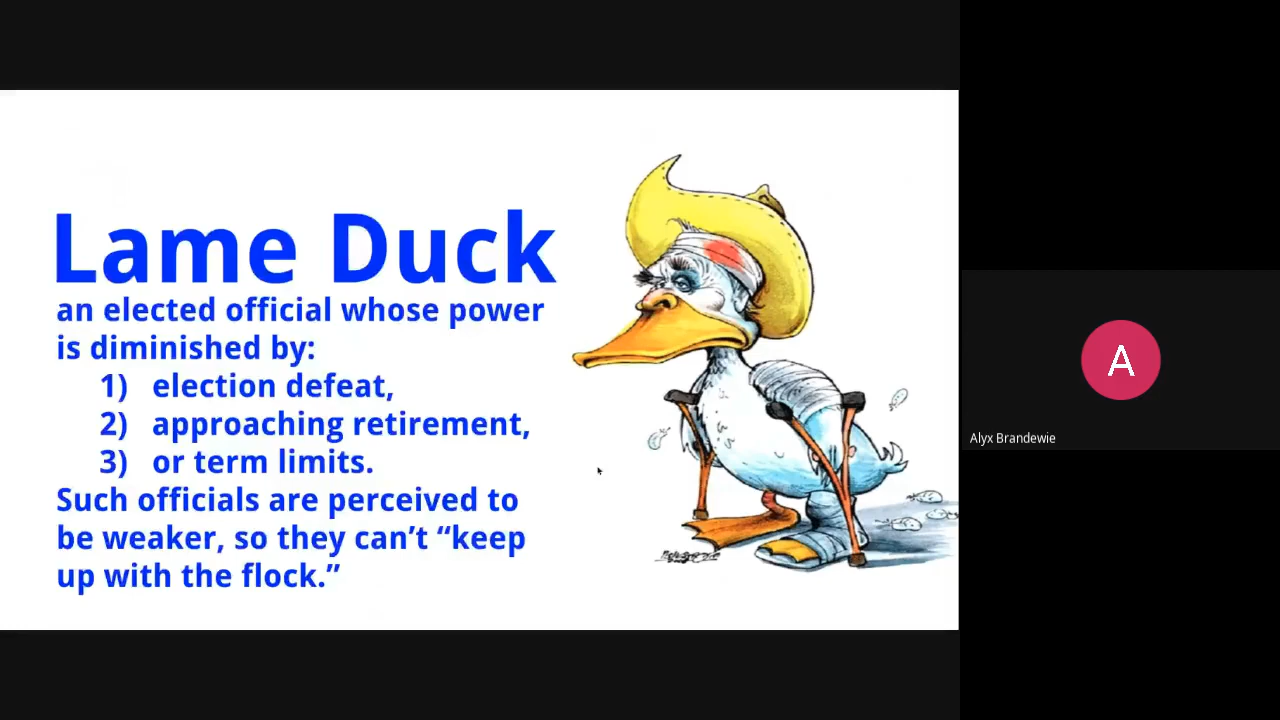 Lame Duck
an elected official whose power
is diminished by:
1) election defeat,
2) approaching retirement,
3) or term limits.
Such officials are perceived to
be weaker, so they can’t “keep
up with the flock.”
A
Alyx Brandewie